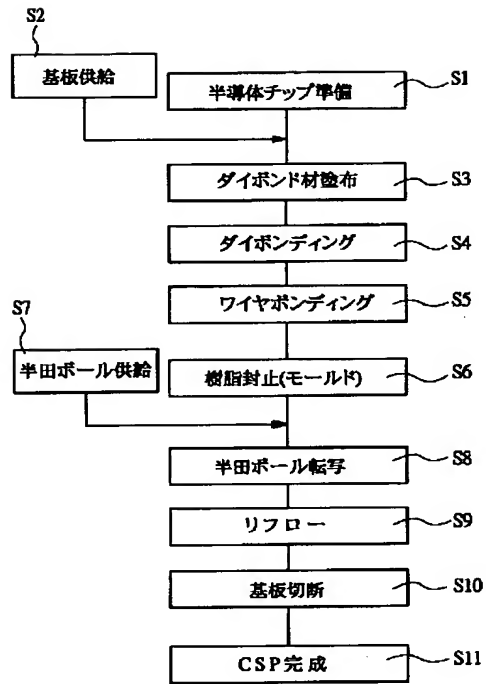 S2
基板供給
S1
半導体チップ準備
ダイボンド材塗布
S3
ダイボンディング
S4
ワイヤボンディング
S5
S7
半田ボール供給
樹脂封止(モールド)
S6
半田ボール転写
S8
リフロー
S9
基板切断
S10
CSP完成
S11